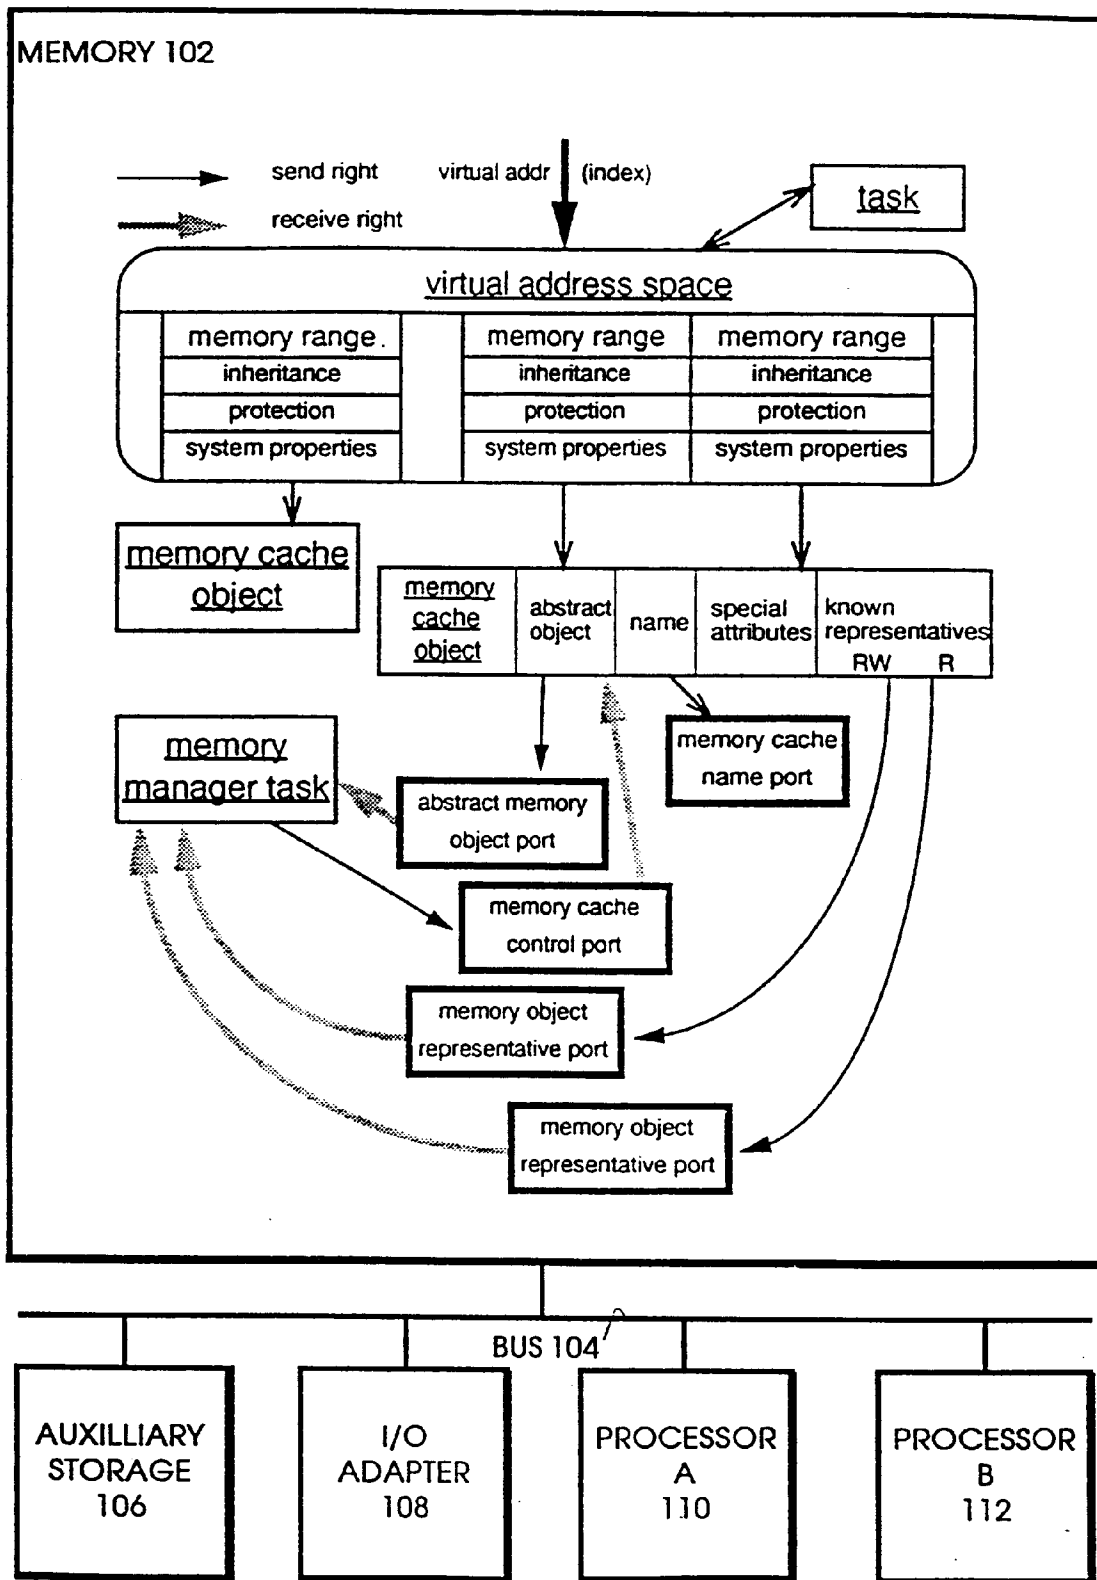 MEMORY 102
send right
virtual addr (index)
receive right
task
virtual address space
memory range.
inheritance
protection
system properties
memory range
inheritance
protection
system properties
memory range
inheritance
protection
system properties
memory cache
object
memory
cache
object
abstract
object
name
special
attributes
known
representatives
RW R
memory
manager task
memory cache
name port
abstract memory
object port
memory cache
control port
memory object
representative port
memory object
representative port
BUS 104
AUXILLIARY
STORAGE
106
I/O
ADAPTER
108
PROCESSOR
A
110
PROCESSOR
B
112